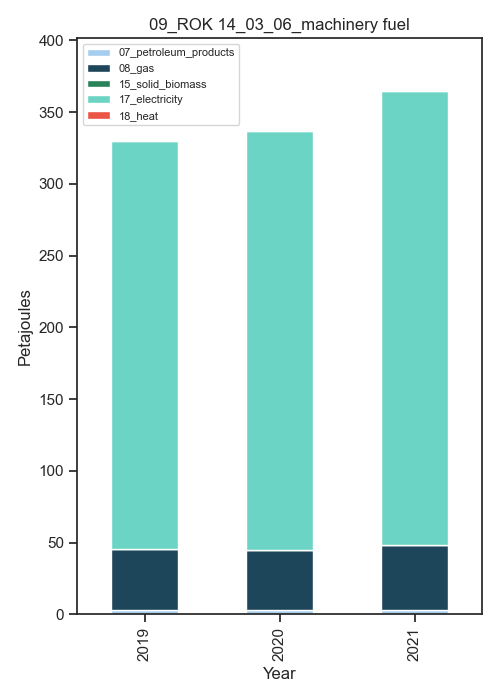 09_ROK 14_03_06_machinery fuel
400
350
300
250
200
150
100
50
0
Petajoules
07_petroleum_products
08_gas
15_solid_biomass
17_electricity
18_heat
2019
2020
2021
Year